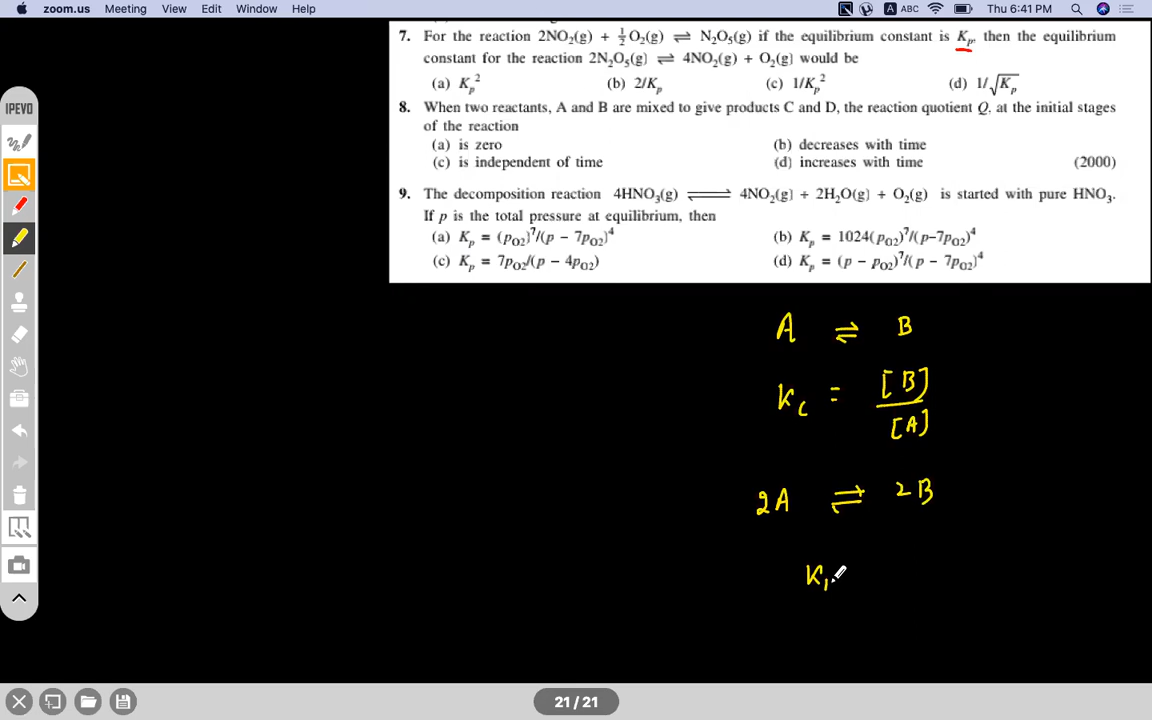 zoom.us Meeting View Window Help
A ABC Thu 6:41 PM
IPEVO
7. For the reaction 2NO₂(g) + ½O₂(g) ⇌ N₂O₅(g) if the equilibrium constant is Kₚ, then the equilibrium
constant for the reaction 2N₂O₅(g) ⇌ 4NO₂(g) + O₂(g) would be
(a) Kₚ² (b) 2/Kₚ (c) 1/Kₚ² (d) 1/√Kₚ
8. When two reactants, A and B are mixed to give products C and D, the reaction quotient Q, at the initial stages
of the reaction
(a) is zero (b) decreases with time
(c) is independent of time (d) increases with time (2000)
9. The decomposition reaction 4HNO₃(g) ⇌ 4NO₂(g) + 2H₂O(g) + O₂(g) is started with pure HNO₃.
If p is the total pressure at equilibrium, then
(a) Kₚ = (p_O2)⁷/(p − 7p_O2)⁴ (b) Kₚ = 1024(p_O2)⁷/(p−7p_O2)⁴
(c) Kₚ = 7p_O2/(p − 4p_O2) (d) Kₚ = (p − p_O2)⁷/(p − 7p_O2)⁴
A ⇌ B
Kc = [B]
[A]
2A ⇌ 2B
K₁
21 / 21